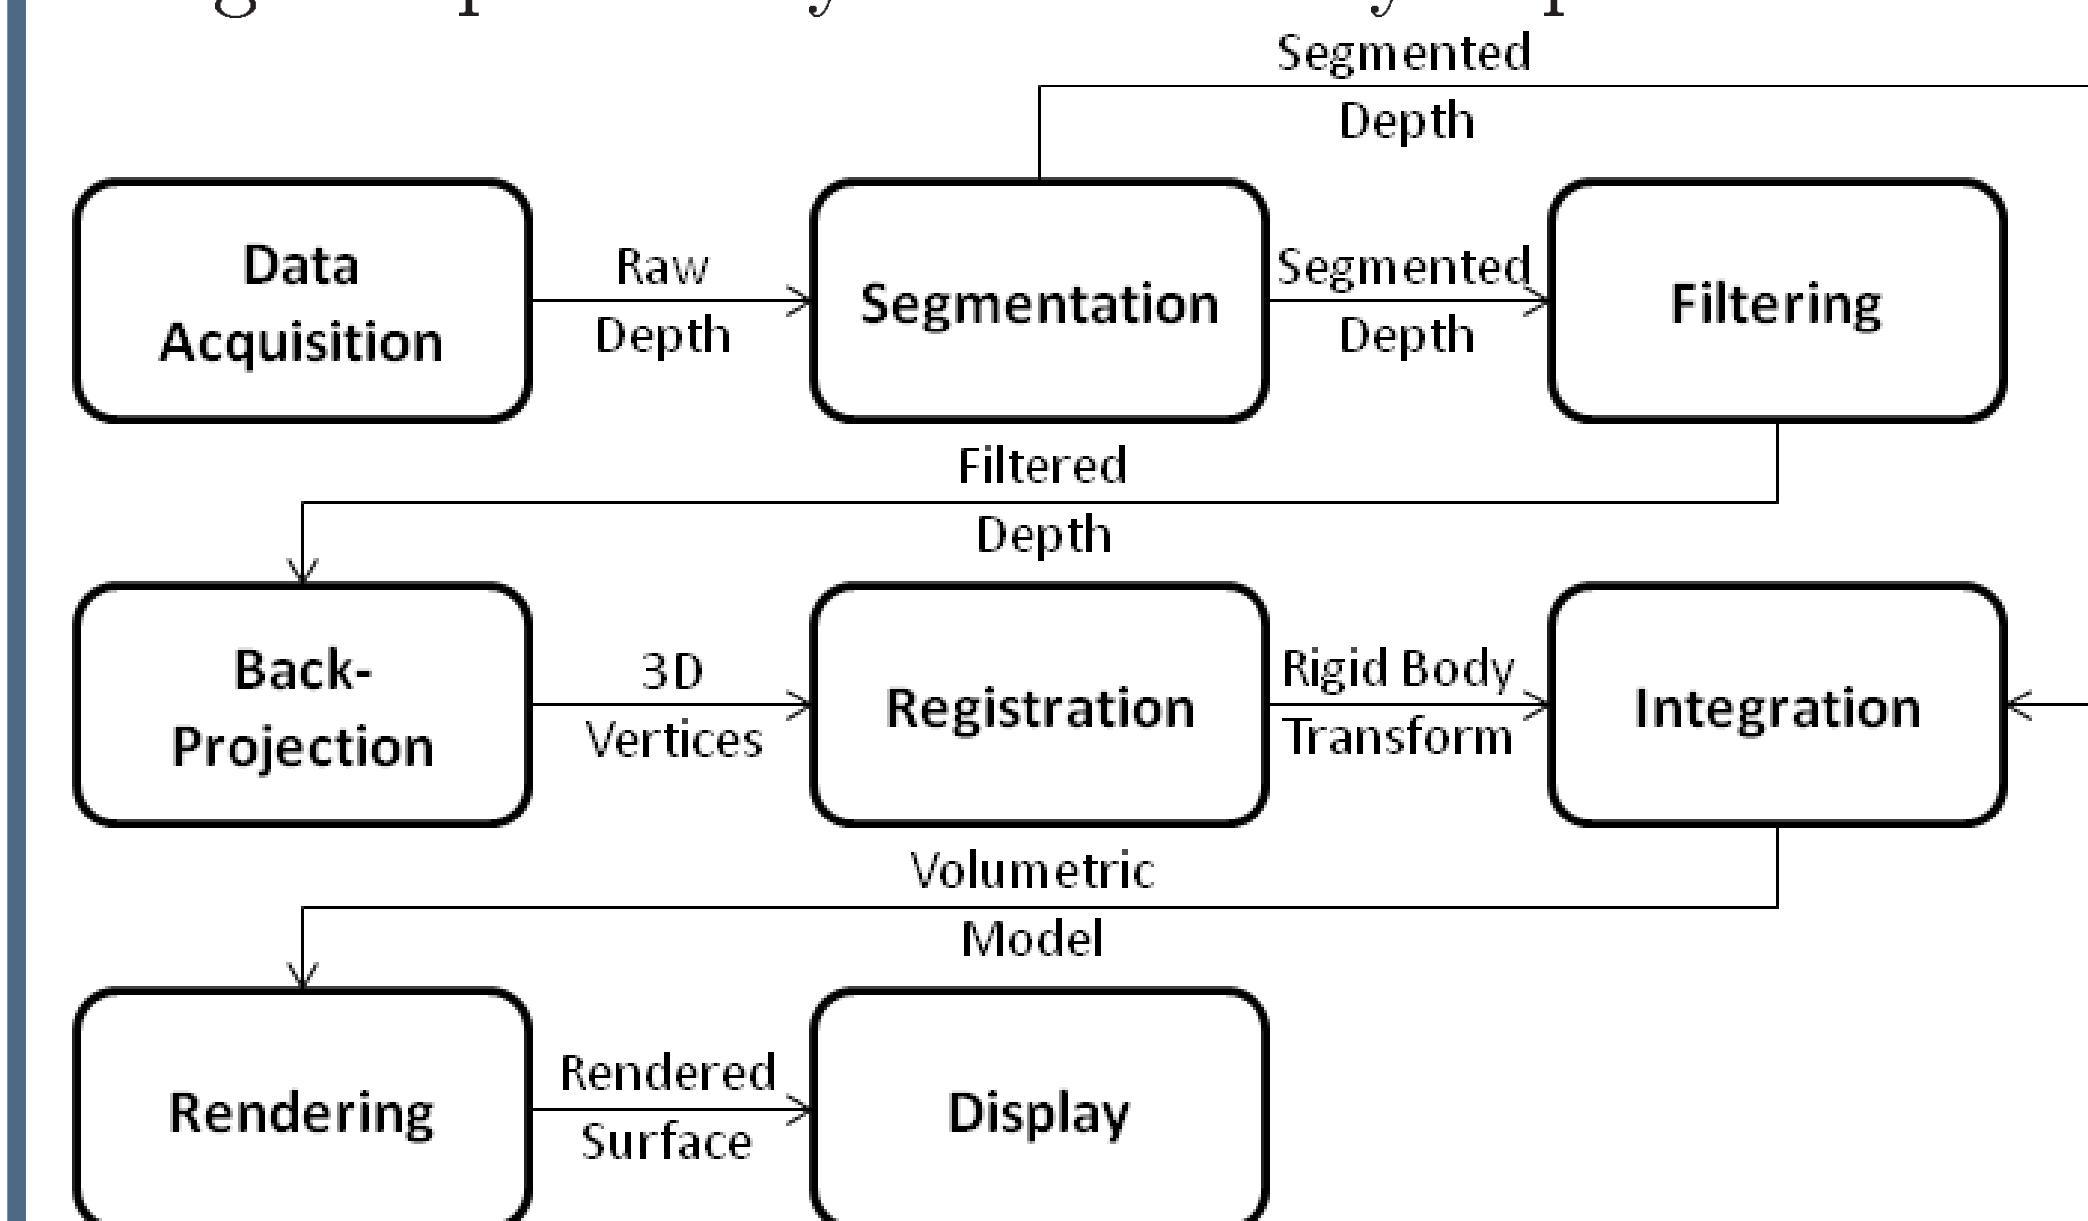 Segmented
Depth
Data
Acquisition
Raw
Depth
Segmentation
Segmented
Depth
Filtering
Filtered
Depth
Back-
Projection
3D
Vertices
Registration
Rigid Body
Transform
Integration
Volumetric
Model
Rendering
Rendered
Surface
Display